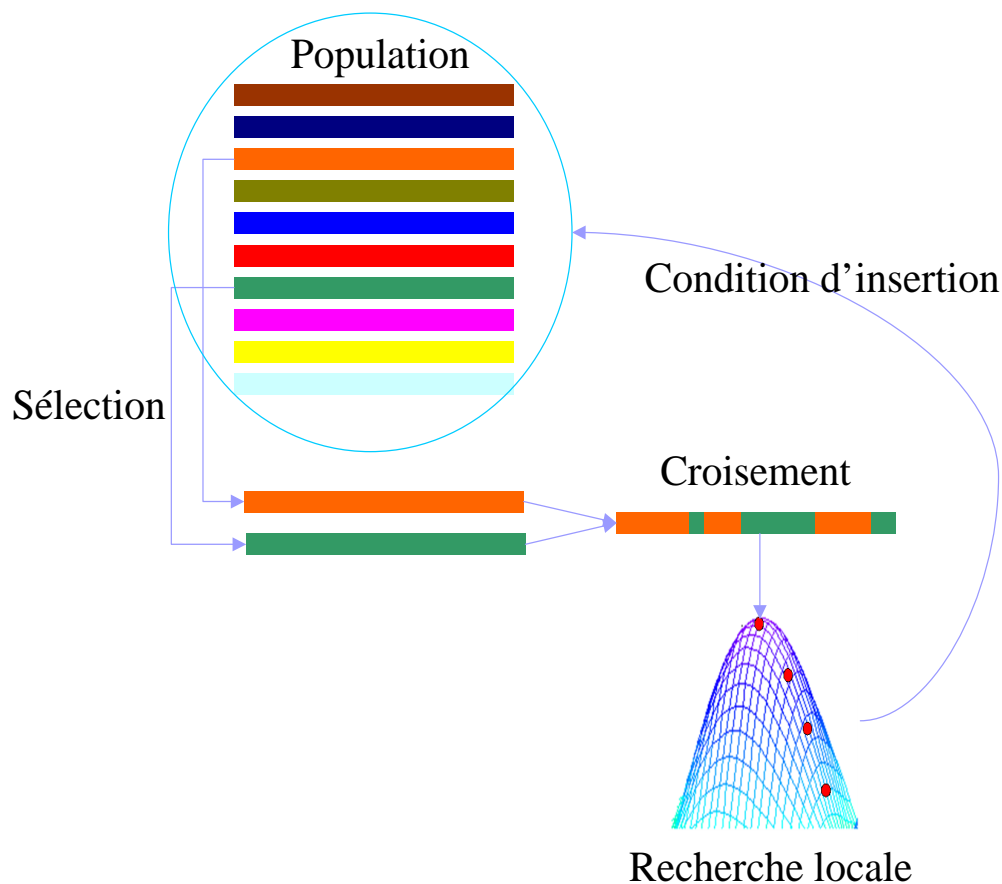 Population
Condition d’insertion
Sélection
Croisement
Recherche locale